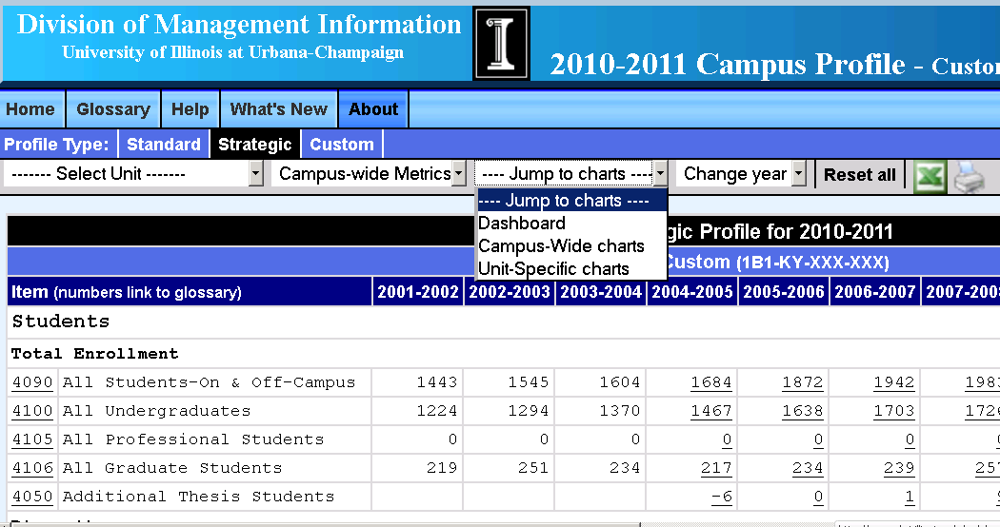 Division of Management Information
University of Illinois at Urbana-Champaign
I
2010-2011 Campus Profile - Custo
Home Glossary Help What's New About
Profile Type: Standard Strategic Custom
------- Select Unit ------- Campus-wide Metrics ---- Jump to charts ---- Change year Reset all
---- Jump to charts ----
Dashboard
Campus-Wide charts
Unit-Specific charts
gic Profile for 2010-2011
Custom (1B1-KY-XXX-XXX)
Item (numbers link to glossary) 2001-2002 2002-2003 2003-2004 2004-2005 2005-2006 2006-2007 2007-200
Students
Total Enrollment
4090 All Students-On & Off-Campus 1443 1545 1604 1684 1872 1942 198
4100 All Undergraduates 1224 1294 1370 1467 1638 1703 172
4105 All Professional Students 0 0 0 0 0 0
4106 All Graduate Students 219 251 234 217 234 239 25
4050 Additional Thesis Students -6 0 1